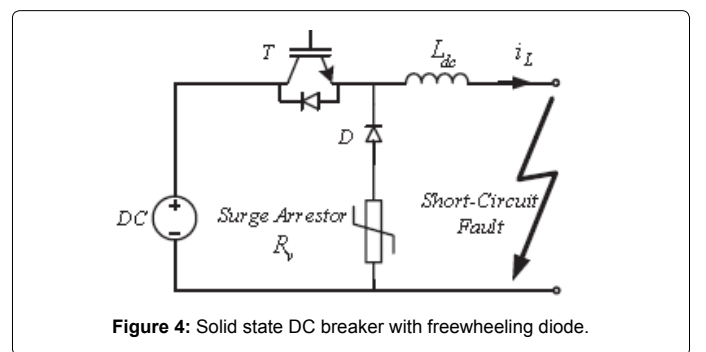 T
L_dc
i_L
D
DC
+
−
Surge Arrestor
R_v
Short-Circuit
Fault
Figure 4: Solid state DC breaker with freewheeling diode.